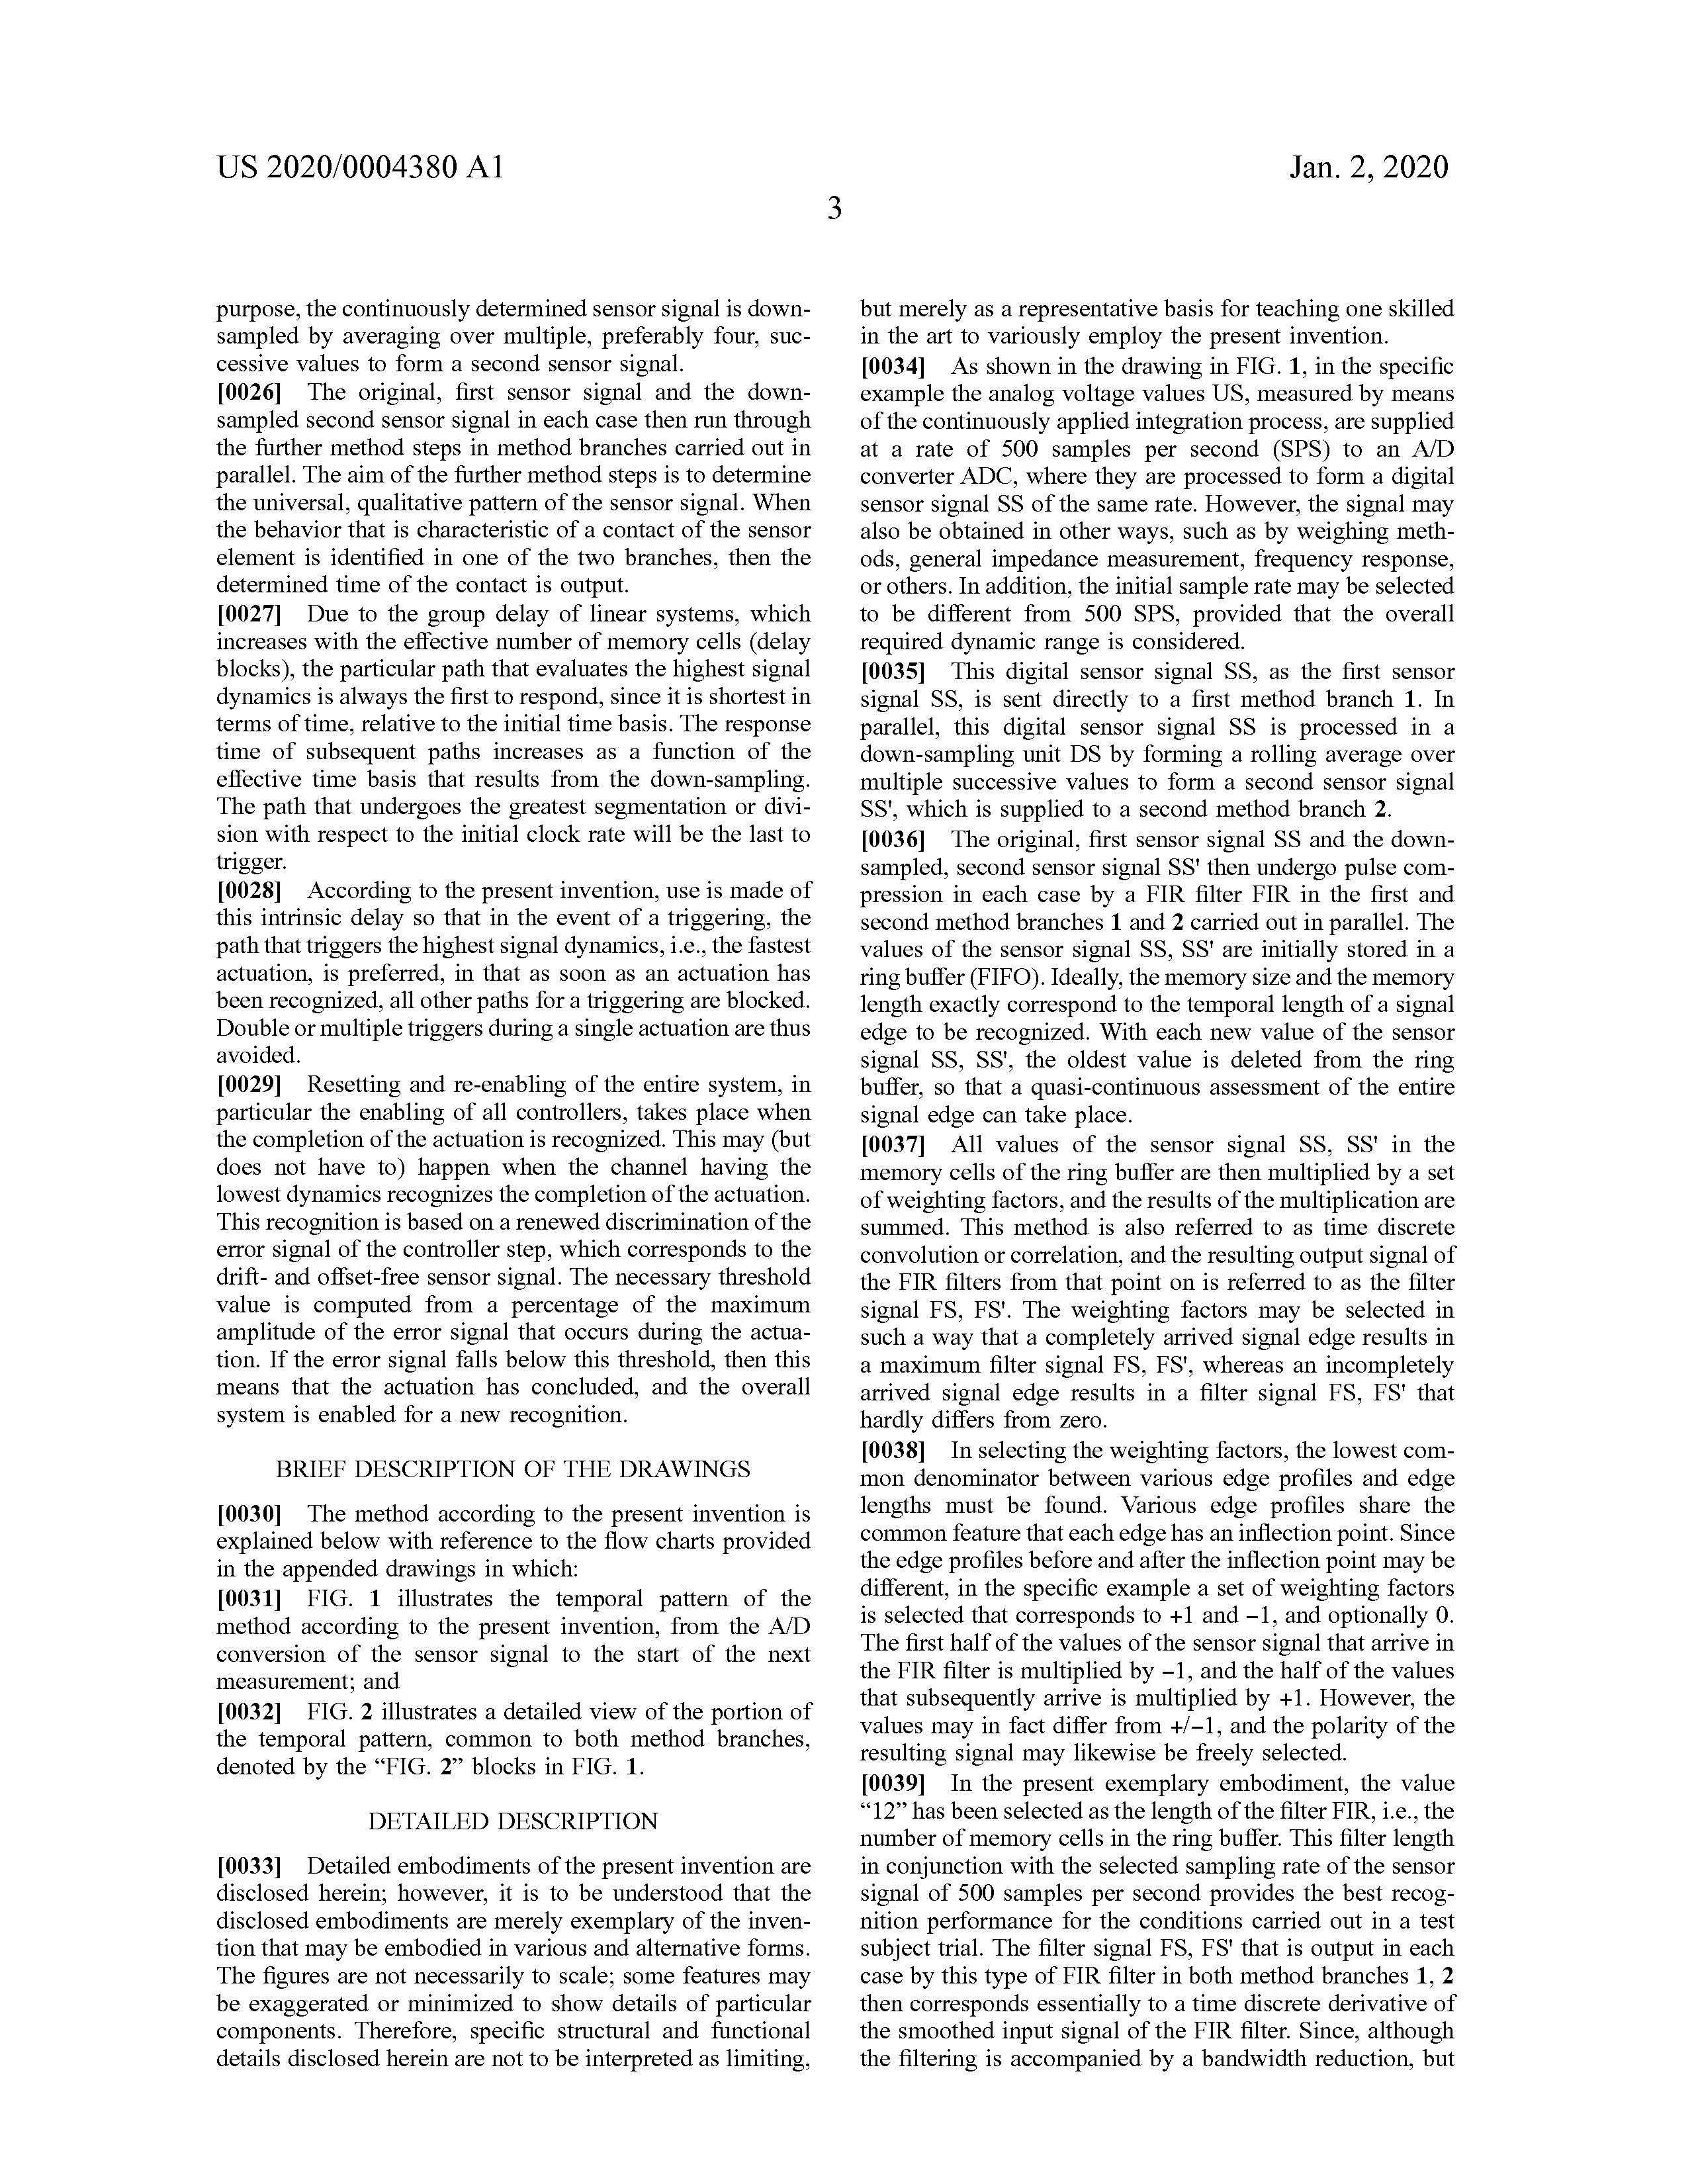 US 2020/0004380 A1
Jan. 2, 2020
3
purpose, the continuously determined sensor signal is down-
sampled by averaging over multiple, preferably four, suc-
cessive values to form a second sensor signal.
[0026] The original, first sensor signal and the down-
sampled second sensor signal in each case then run through
the further method steps in method branches carried out in
parallel. The aim of the further method steps is to determine
the universal, qualitative pattern of the sensor signal. When
the behavior that is characteristic of a contact of the sensor
element is identified in one of the two branches, then the
determined time of the contact is output.
[0027] Due to the group delay of linear systems, which
increases with the effective number of memory cells (delay
blocks), the particular path that evaluates the highest signal
dynamics is always the first to respond, since it is shortest in
terms of time, relative to the initial time basis. The response
time of subsequent paths increases as a function of the
effective time basis that results from the down-sampling.
The path that undergoes the greatest segmentation or divi-
sion with respect to the initial clock rate will be the last to
trigger.
[0028] According to the present invention, use is made of
this intrinsic delay so that in the event of a triggering, the
path that triggers the highest signal dynamics, i.e., the fastest
actuation, is preferred, in that as soon as an actuation has
been recognized, all other paths for a triggering are blocked.
Double or multiple triggers during a single actuation are thus
avoided.
[0029] Resetting and re-enabling of the entire system, in
particular the enabling of all controllers, takes place when
the completion of the actuation is recognized. This may (but
does not have to) happen when the channel having the
lowest dynamics recognizes the completion of the actuation.
This recognition is based on a renewed discrimination of the
error signal of the controller step, which corresponds to the
drift- and offset-free sensor signal. The necessary threshold
value is computed from a percentage of the maximum
amplitude of the error signal that occurs during the actua-
tion. If the error signal falls below this threshold, then this
means that the actuation has concluded, and the overall
system is enabled for a new recognition.
BRIEF DESCRIPTION OF THE DRAWINGS
[0030] The method according to the present invention is
explained below with reference to the flow charts provided
in the appended drawings in which:
[0031] FIG. 1 illustrates the temporal pattern of the
method according to the present invention, from the A/D
conversion of the sensor signal to the start of the next
measurement; and
[0032] FIG. 2 illustrates a detailed view of the portion of
the temporal pattern, common to both method branches,
denoted by the “FIG. 2” blocks in FIG. 1.
DETAILED DESCRIPTION
[0033] Detailed embodiments of the present invention are
disclosed herein; however, it is to be understood that the
disclosed embodiments are merely exemplary of the inven-
tion that may be embodied in various and alternative forms.
The figures are not necessarily to scale; some features may
be exaggerated or minimized to show details of particular
components. Therefore, specific structural and functional
details disclosed herein are not to be interpreted as limiting,
but merely as a representative basis for teaching one skilled
in the art to variously employ the present invention.
[0034] As shown in the drawing in FIG. 1, in the specific
example the analog voltage values US, measured by means
of the continuously applied integration process, are supplied
at a rate of 500 samples per second (SPS) to an A/D
converter ADC, where they are processed to form a digital
sensor signal SS of the same rate. However, the signal may
also be obtained in other ways, such as by weighing meth-
ods, general impedance measurement, frequency response,
or others. In addition, the initial sample rate may be selected
to be different from 500 SPS, provided that the overall
required dynamic range is considered.
[0035] This digital sensor signal SS, as the first sensor
signal SS, is sent directly to a first method branch 1. In
parallel, this digital sensor signal SS is processed in a
down-sampling unit DS by forming a rolling average over
multiple successive values to form a second sensor signal
SS', which is supplied to a second method branch 2.
[0036] The original, first sensor signal SS and the down-
sampled, second sensor signal SS' then undergo pulse com-
pression in each case by a FIR filter FIR in the first and
second method branches 1 and 2 carried out in parallel. The
values of the sensor signal SS, SS' are initially stored in a
ring buffer (FIFO). Ideally, the memory size and the memory
length exactly correspond to the temporal length of a signal
edge to be recognized. With each new value of the sensor
signal SS, SS', the oldest value is deleted from the ring
buffer, so that a quasi-continuous assessment of the entire
signal edge can take place.
[0037] All values of the sensor signal SS, SS' in the
memory cells of the ring buffer are then multiplied by a set
of weighting factors, and the results of the multiplication are
summed. This method is also referred to as time discrete
convolution or correlation, and the resulting output signal of
the FIR filters from that point on is referred to as the filter
signal FS, FS'. The weighting factors may be selected in
such a way that a completely arrived signal edge results in
a maximum filter signal FS, FS', whereas an incompletely
arrived signal edge results in a filter signal FS, FS' that
hardly differs from zero.
[0038] In selecting the weighting factors, the lowest com-
mon denominator between various edge profiles and edge
lengths must be found. Various edge profiles share the
common feature that each edge has an inflection point. Since
the edge profiles before and after the inflection point may be
different, in the specific example a set of weighting factors
is selected that corresponds to +1 and −1, and optionally 0.
The first half of the values of the sensor signal that arrive in
the FIR filter is multiplied by −1, and the half of the values
that subsequently arrive is multiplied by +1. However, the
values may in fact differ from +/−1, and the polarity of the
resulting signal may likewise be freely selected.
[0039] In the present exemplary embodiment, the value
“12” has been selected as the length of the filter FIR, i.e., the
number of memory cells in the ring buffer. This filter length
in conjunction with the selected sampling rate of the sensor
signal of 500 samples per second provides the best recog-
nition performance for the conditions carried out in a test
subject trial. The filter signal FS, FS' that is output in each
case by this type of FIR filter in both method branches 1, 2
then corresponds essentially to a time discrete derivative of
the smoothed input signal of the FIR filter. Since, although
the filtering is accompanied by a bandwidth reduction, but